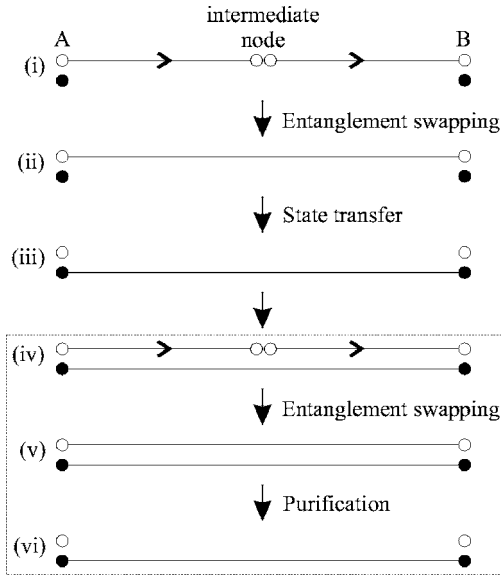 intermediate
A node B
(i)
Entanglement swapping
(ii)
State transfer
(iii)
(iv)
Entanglement swapping
(v)
Purification
(vi)